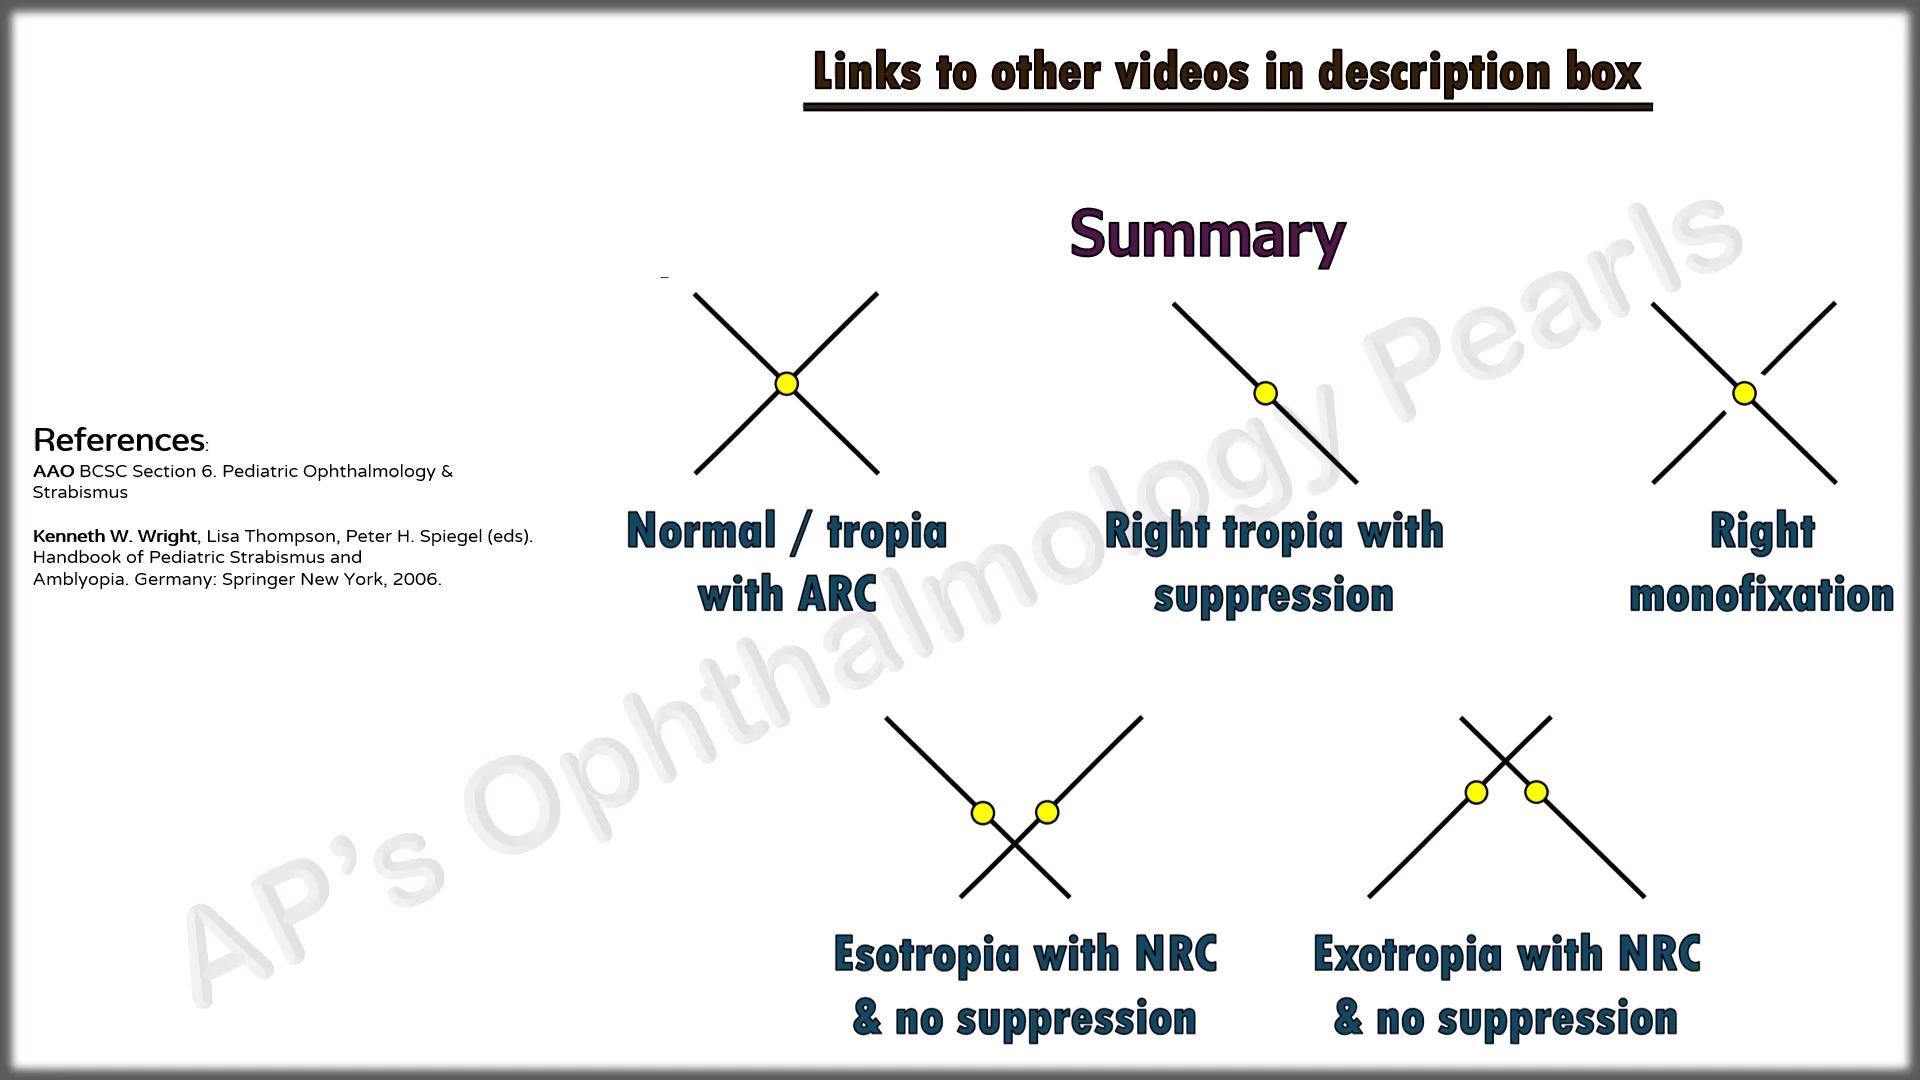 Links to other videos in description box
Summary
References:
AAO BCSC Section 6. Pediatric Ophthalmology &
Strabismus
Kenneth W. Wright, Lisa Thompson, Peter H. Spiegel (eds).
Handbook of Pediatric Strabismus and
Amblyopia. Germany: Springer New York, 2006.
Normal / tropia
with ARC
Right tropia with
suppression
Right
monofixation
Esotropia with NRC
& no suppression
Exotropia with NRC
& no suppression
AP's Ophthalmology Pearls